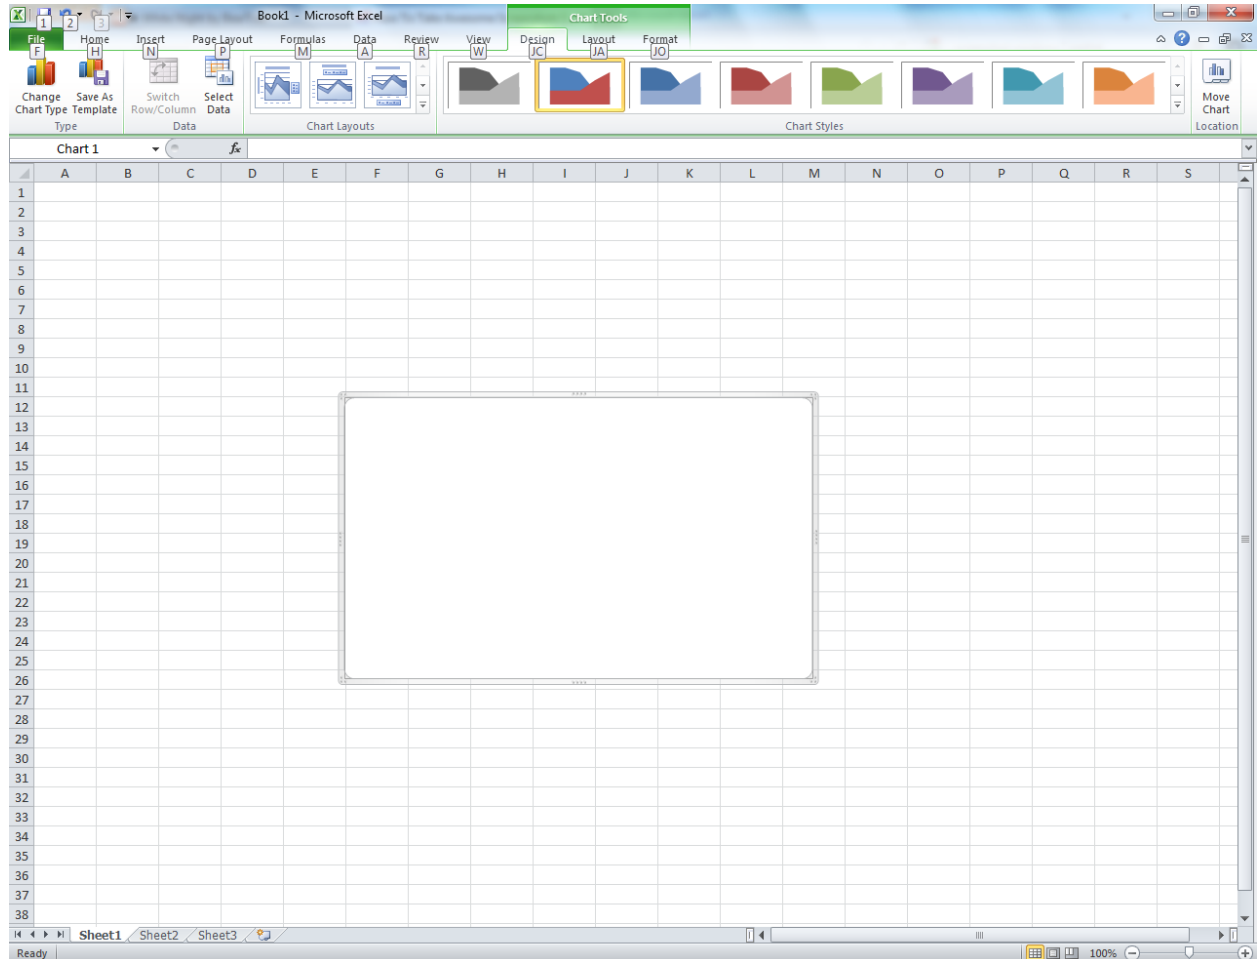 Book1 - Microsoft Excel
Chart Tools
1 2 3
File Home Insert Page Layout Formulas Data Review View Design Layout Format
F H N P M A R W JC JA JO
Change Chart Type
Save As Template
Switch Row/Column
Select Data
Move Chart
Type Data Chart Layouts Chart Styles Location
Chart 1 fx
A B C D E F G H I J K L M N O P Q R S
1
2
3
4
5
6
7
8
9
10
11
12
13
14
15
16
17
18
19
20
21
22
23
24
25
26
27
28
29
30
31
32
33
34
35
36
37
38
Sheet1 Sheet2 Sheet3
Ready 100%